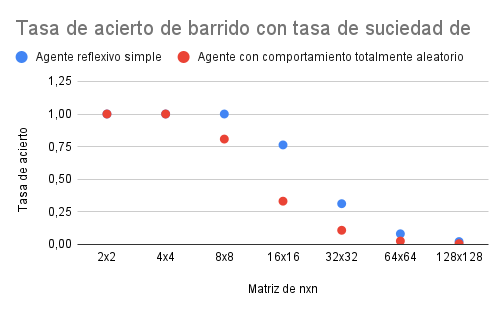 Tasa de acierto de barrido con tasa de suciedad de
Agente reflexivo simple Agente con comportamiento totalmente aleatorio
1,25
1,00
0,75
0,50
0,25
0,00
Tasa de acierto
2x2 4x4 8x8 16x16 32x32 64x64 128x128
Matriz de nxn